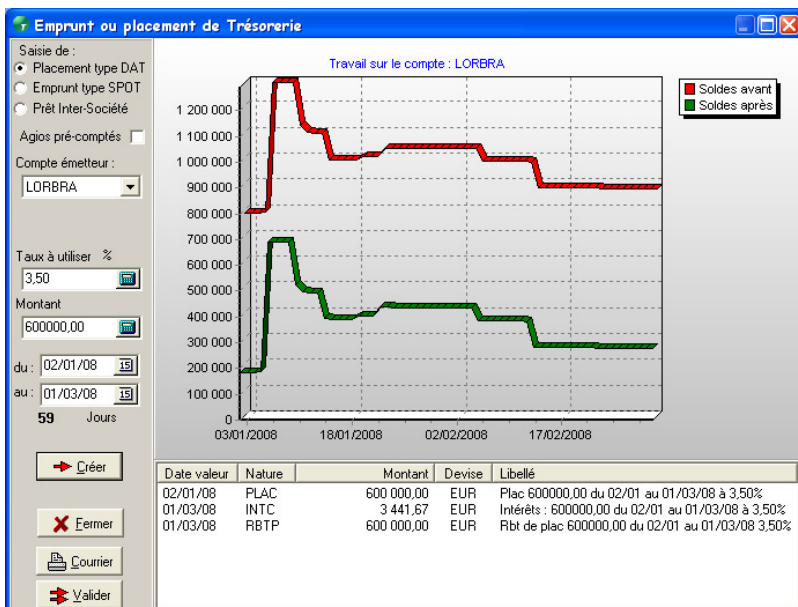 Emprunt ou placement de Trésorerie
Saisie de :
Placement type DAT
Emprunt type SPOT
Prêt Inter-Société
Agios pré-comptés
Compte émetteur :
LORBRA
Taux à utiliser %
3,50
Montant
600000,00
du : 02/01/08 15
au : 01/03/08 15
59 Jours
Créer
Fermer
Courrier
Valider
Travail sur le compte : LORBRA
Soldes avant
Soldes après
1 200 000
1 100 000
1 000 000
900 000
800 000
700 000
600 000
500 000
400 000
300 000
200 000
100 000
0
03/01/2008 18/01/2008 02/02/2008 17/02/2008
Date valeur Nature Montant Devise Libellé
02/01/08 PLAC 600 000,00 EUR Plac 600000,00 du 02/01 au 01/03/08 à 3,50%
01/03/08 INTC 3 441,67 EUR Intérêts : 600000,00 du 02/01 au 01/03/08 à 3,50%
01/03/08 RBTP 600 000,00 EUR Rbt de plac 600000,00 du 02/01 au 01/03/08 3,50%